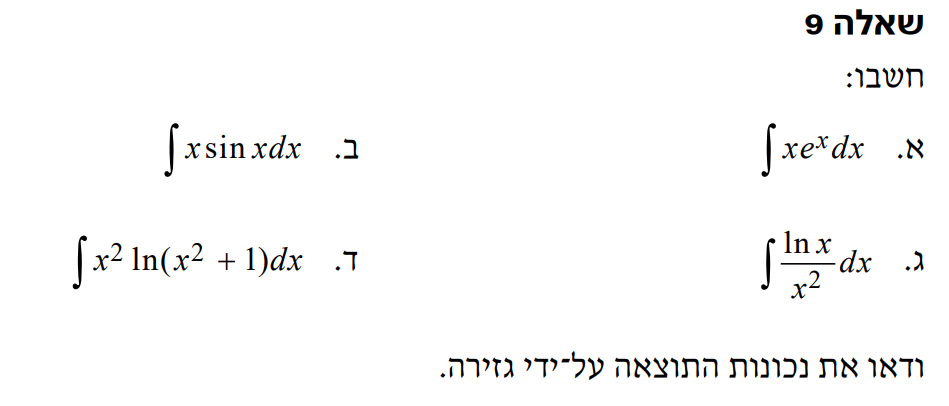 שאלה 9
חשבו:
א. ∫ xeˣ dx ב. ∫ x sin x dx
ג. ∫ (ln x)/(x²) dx ד. ∫ x² ln(x² + 1) dx
ודאו את נכונות התוצאה על־ידי גזירה.